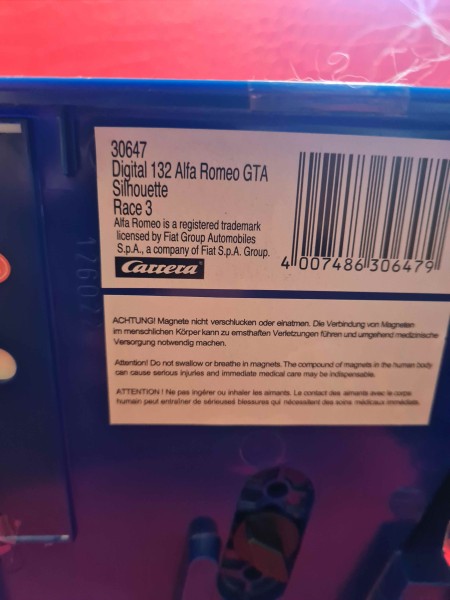 30647
Digital 132 Alfa Romeo GTA
Silhouette
Race 3
Alfa Romeo is a registered trademark
licensed by Fiat Group Automobiles
S.p.A., a company of Fiat S.p.A. Group.
Carrera
4 007486 306479
ACHTUNG! Magnete nicht verschlucken oder einatmen. Die Verbindung von Magneten
im menschlichen Körper kann zu ernsthaften Verletzungen führen und umgehend medizinische
Versorgung notwendig machen.
Attention! Do not swallow or breathe in magnets. The compound of magnets in the human body
can cause serious injuries and immediate medical care may be indispensable.
ATTENTION ! Ne pas ingérer ou inhaler les aimants. Le contact des aimants avec le corps
humain peut entraîner de sérieused blessures qui nécessitent des soins médicaux immédiats.